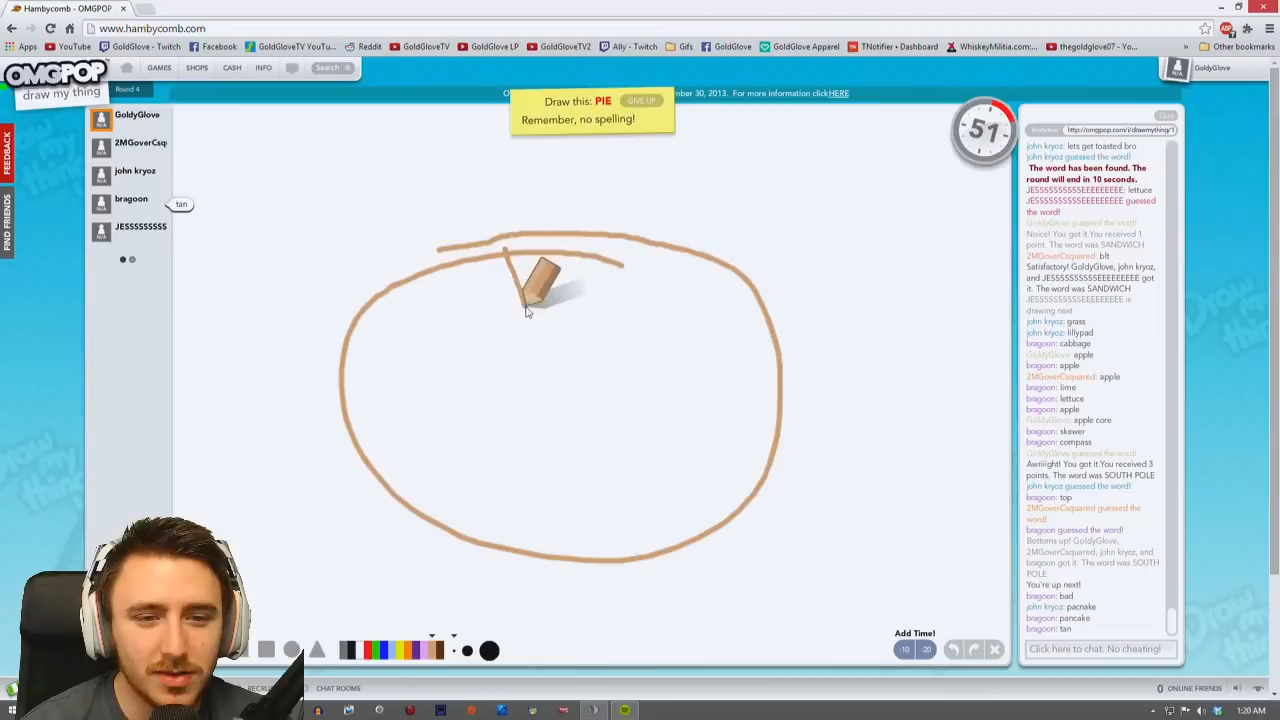 Hambycomb - OMGPOP
www.hambycomb.com
Apps
YouTube
GoldGlove - Twitch
Facebook
GoldGloveTV YouTu...
Reddit
GoldGloveTV
GoldGlove LP
GoldGloveTV2
Ally - Twitch
Gifs
GoldGlove
GoldGlove Apparel
TNotifier • Dashboard
WhiskeyMilitia.com:...
thegoldglove07 - Yo...
Other bookmarks
OMGPOP
GAMES
SHOPS
CASH
INFO
Search
GoldyGlove
draw my thing
Round 4
Draw this: PIE GIVE UP
Remember, no spelling!
mber 30, 2013. For more information click HERE
51
FEEDBACK
FIND FRIENDS
GoldyGlove
2MGoverCsqu
john kryoz
bragoon
tan
JESSSSSSSSS
Quit
Invitation http://omgpop.com/i/drawmything/1
john kryoz: lets get toasted bro
john kryoz guessed the word!
The word has been found. The
round will end in 10 seconds.
JESSSSSSSSSEEEEEEEEE: lettuce
JESSSSSSSSSEEEEEEEEE guessed
the word!
GoldyGlove guessed the word!
Noice! You got it.You received 1
point. The word was SANDWICH
2MGoverCsquared: blt
Satisfactory! GoldyGlove, john kryoz,
and JESSSSSSSSSEEEEEEEEE got
it. The word was SANDWICH
JESSSSSSSSSEEEEEEEEE is
drawing next
john kryoz: grass
john kryoz: lillypad
bragoon: cabbage
GoldyGlove: apple
bragoon: apple
2MGoverCsquared: apple
bragoon: lime
bragoon: lettuce
bragoon: apple
GoldyGlove: apple core
bragoon: skewer
bragoon: compass
GoldyGlove guessed the word!
Awriiight! You got it.You received 3
points. The word was SOUTH POLE
john kryoz guessed the word!
bragoon: top
2MGoverCsquared guessed the
word!
bragoon guessed the word!
Bottoms up! GoldyGlove,
2MGoverCsquared, john kryoz, and
bragoon got it. The word was SOUTH
POLE
You're up next!
bragoon: bad
john kryoz: pacnake
bragoon: pancake
bragoon: tan
Click here to chat. No cheating!
Add Time!
:10 :20
RECRU
CHAT ROOMS
0 ONLINE FRIENDS
1:20 AM